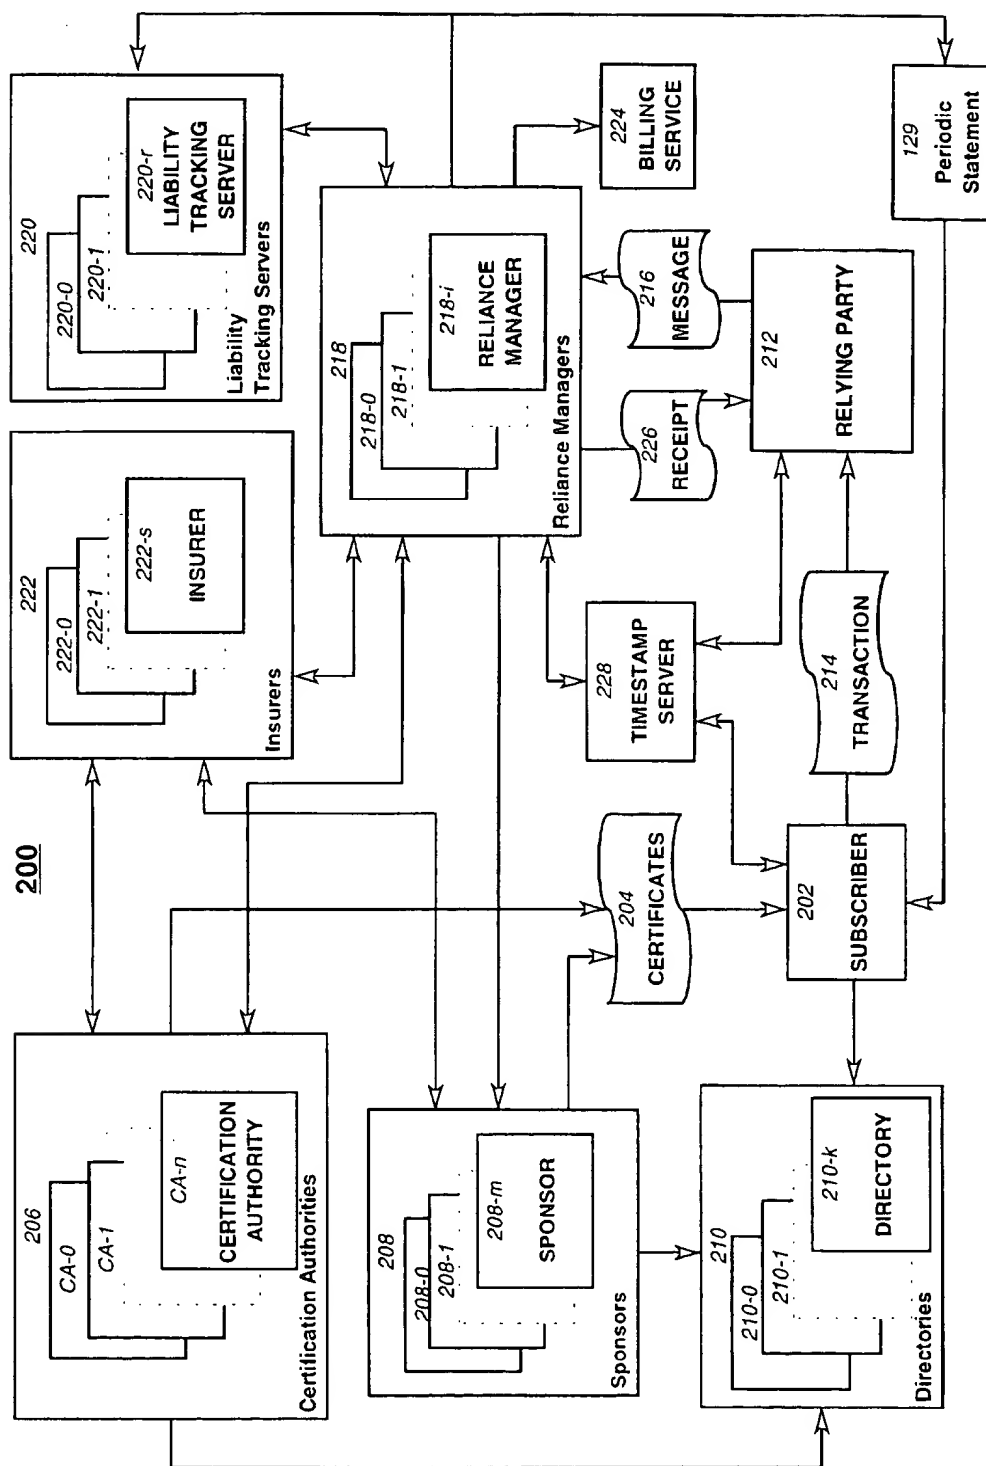 200
206
CA-0
CA-1
CA-n
CERTIFICATION
AUTHORITY
Certification Authorities
222
222-0
222-1
222-s
INSURER
Insurers
220
220-0
220-1
220-r
LIABILITY
TRACKING
SERVER
Liability
Tracking Servers
208
208-0
208-1
208-m
SPONSOR
Sponsors
218
218-0
218-1
218-i
RELIANCE
MANAGER
Reliance Managers
204
CERTIFICATES
228
TIMESTAMP
SERVER
226
RECEIPT
216
MESSAGE
224
BILLING
SERVICE
210
210-0
210-1
210-k
DIRECTORY
Directories
202
SUBSCRIBER
214
TRANSACTION
212
RELYING PARTY
129
Periodic
Statement